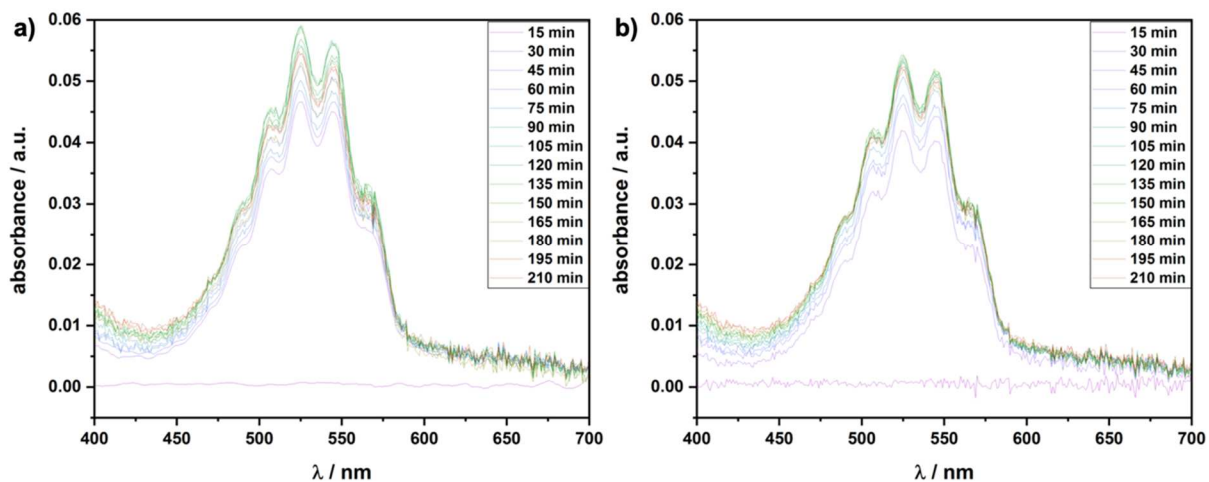 a)
absorbance / a.u.
0.06
0.05
0.04
0.03
0.02
0.01
0.00
400 450 500 550 600 650 700
λ / nm
15 min
30 min
45 min
60 min
75 min
90 min
105 min
120 min
135 min
150 min
165 min
180 min
195 min
210 min
b)
absorbance / a.u.
0.06
0.05
0.04
0.03
0.02
0.01
0.00
400 450 500 550 600 650 700
λ / nm
15 min
30 min
45 min
60 min
75 min
90 min
105 min
120 min
135 min
150 min
165 min
180 min
195 min
210 min